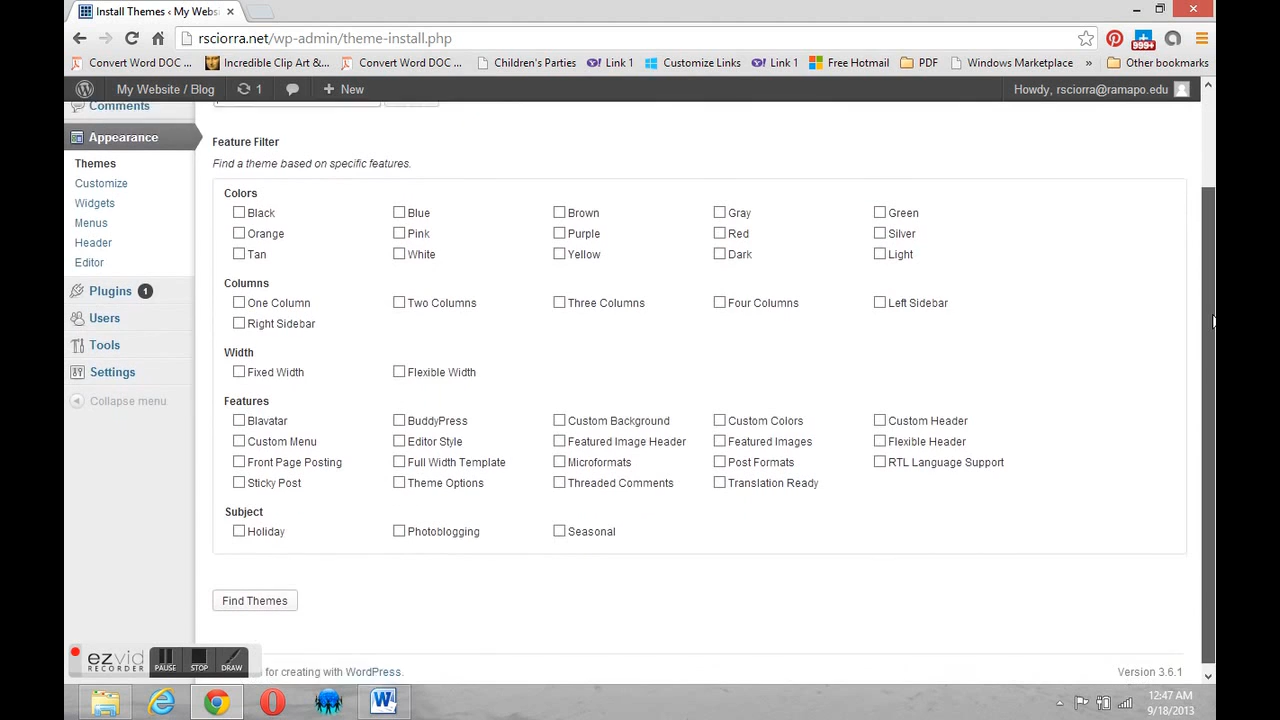 Install Themes ‹ My Webs
rsciorra.net/wp-admin/theme-install.php
999+
Convert Word DOC ... Incredible Clip Art &... Convert Word DOC ... Children's Parties Link 1 Customize Links Link 1 Free Hotmail PDF Windows Marketplace » Other bookmarks
My Website / Blog 1 + New Howdy, rsciorra@ramapo.edu
Comments
Appearance
Themes
Customize
Widgets
Menus
Header
Editor
Plugins 1
Users
Tools
Settings
Collapse menu
Feature Filter
Find a theme based on specific features.
Colors
Black Blue Brown Gray Green
Orange Pink Purple Red Silver
Tan White Yellow Dark Light
Columns
One Column Two Columns Three Columns Four Columns Left Sidebar
Right Sidebar
Width
Fixed Width Flexible Width
Features
Blavatar BuddyPress Custom Background Custom Colors Custom Header
Custom Menu Editor Style Featured Image Header Featured Images Flexible Header
Front Page Posting Full Width Template Microformats Post Formats RTL Language Support
Sticky Post Theme Options Threaded Comments Translation Ready
Subject
Holiday Photoblogging Seasonal
Find Themes
for creating with WordPress. Version 3.6.1
ezvid
RECORDER
PAUSE STOP DRAW
12:47 AM
9/18/2013